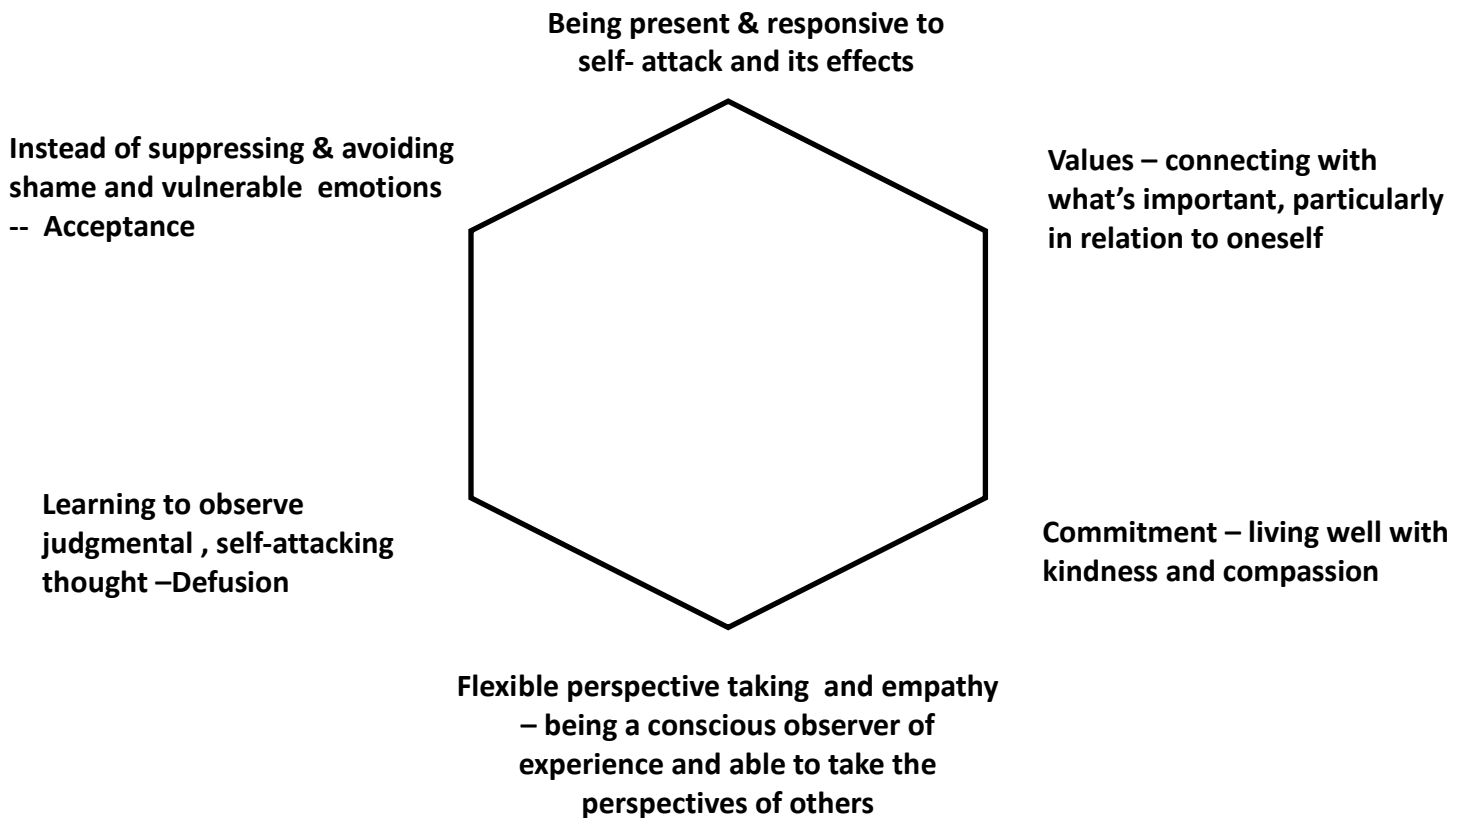 Being present & responsive to
self- attack and its effects
Instead of suppressing & avoiding
shame and vulnerable  emotions
--  Acceptance
Values – connecting with
what’s important, particularly
in relation to oneself
Learning to observe
judgmental , self-attacking
thought –Defusion
Commitment – living well with
kindness and compassion
Flexible perspective taking  and empathy
– being a conscious observer of
experience and able to take the
perspectives of others